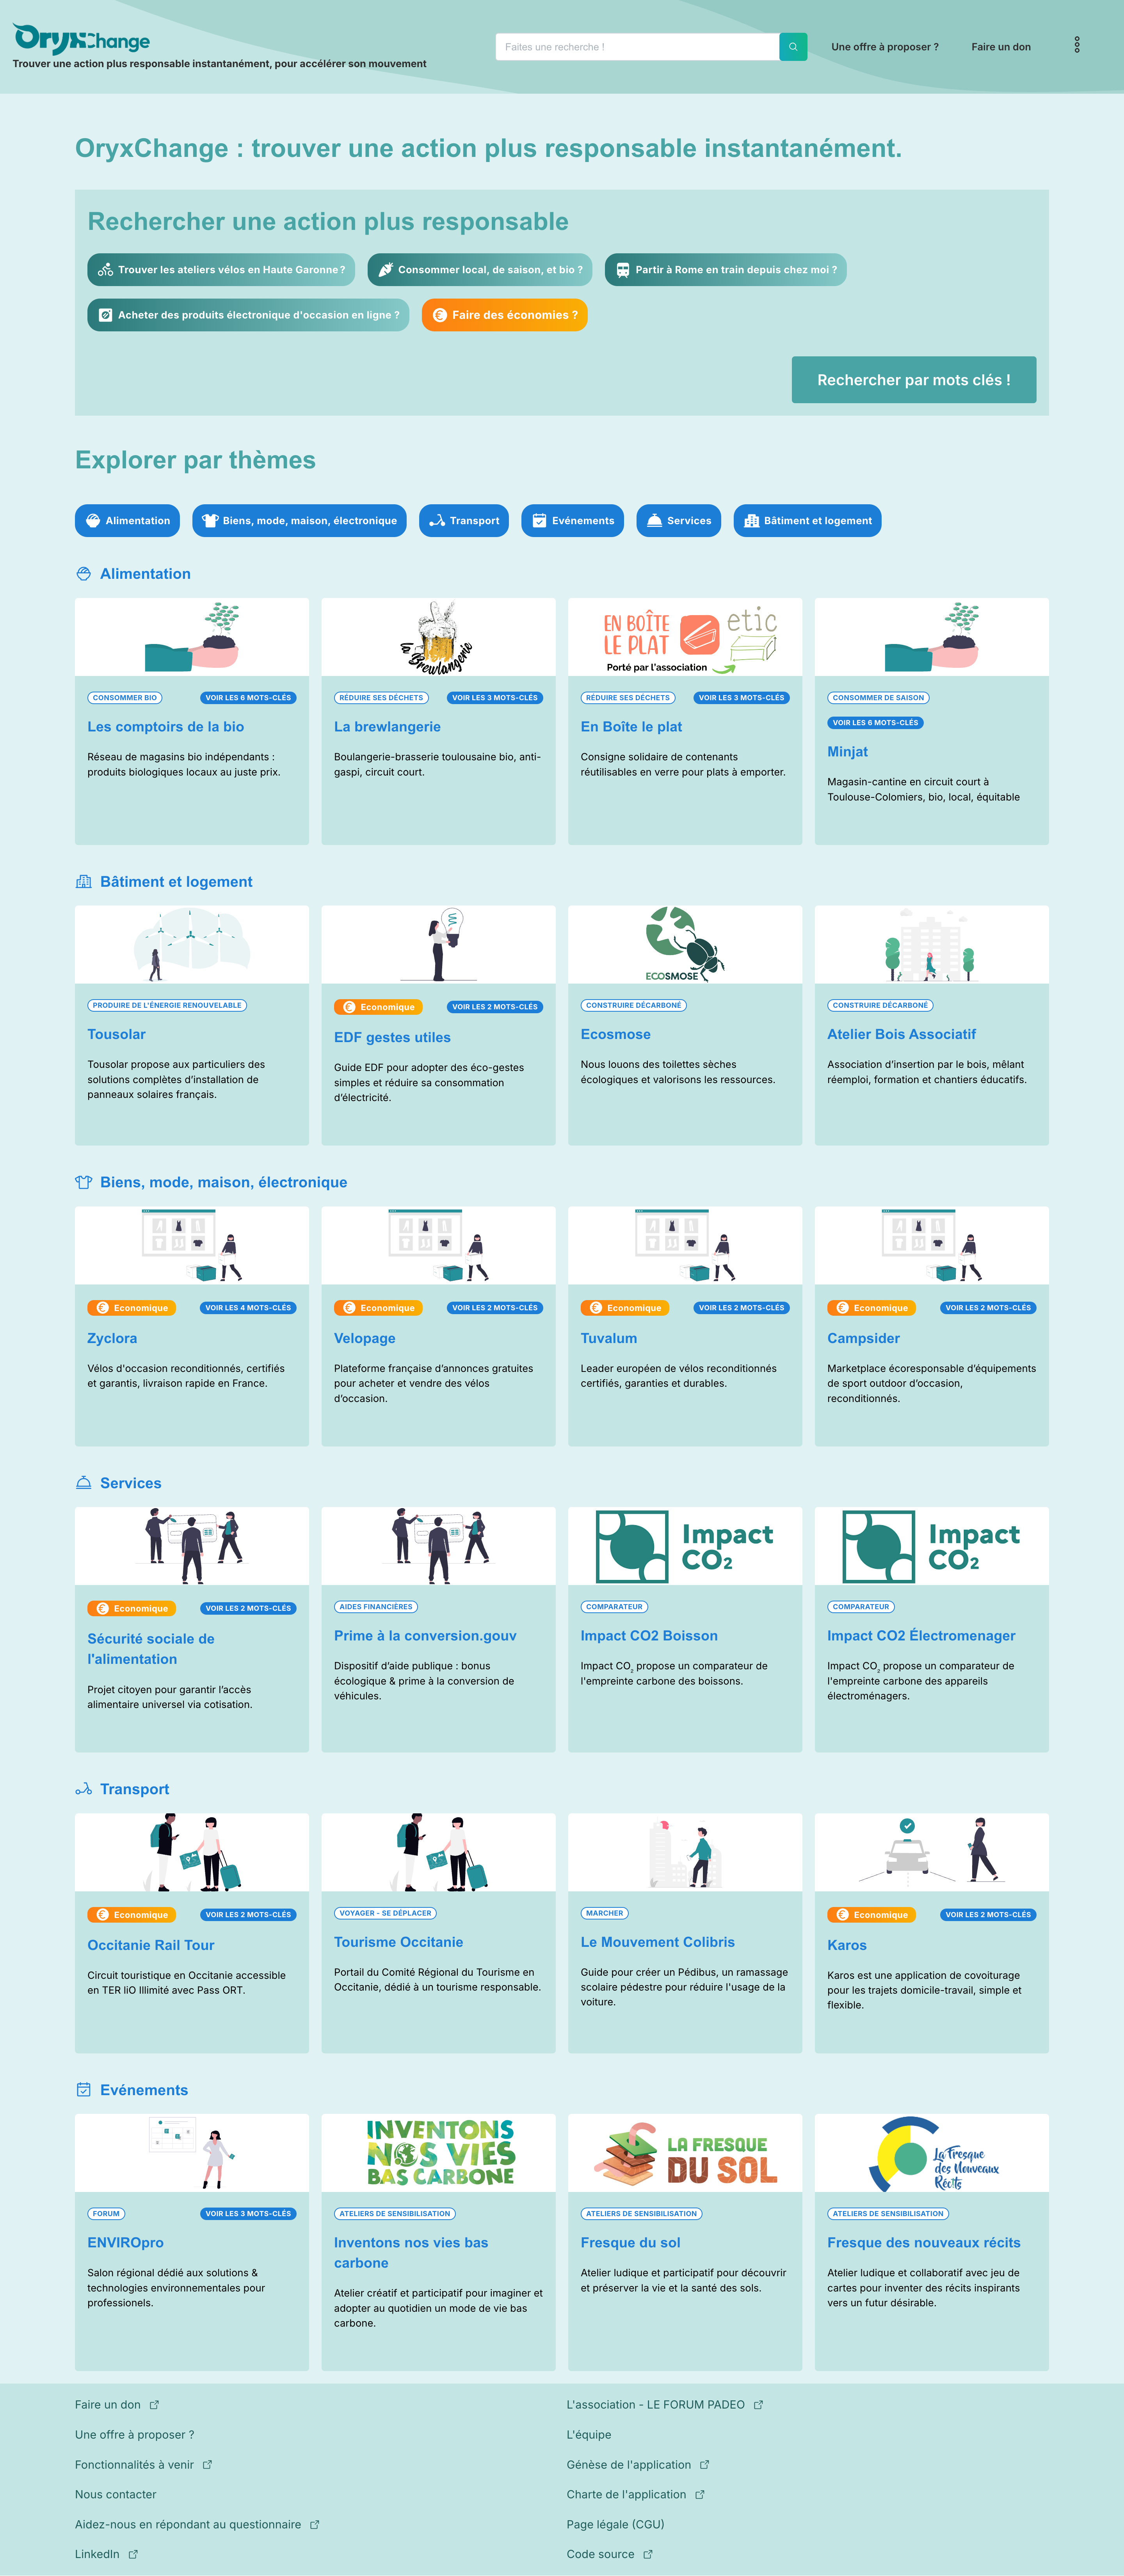 OryxChange
Trouver une action plus responsable instantanément, pour accélérer son mouvement
Faites une recherche !
Une offre à proposer ?
Faire un don
OryxChange : trouver une action plus responsable instantanément.
Rechercher une action plus responsable
Trouver les ateliers vélos en Haute Garonne ?
Consommer local, de saison, et bio ?
Partir à Rome en train depuis chez moi ?
Acheter des produits électronique d'occasion en ligne ?
Faire des économies ?
Rechercher par mots clés !
Explorer par thèmes
Alimentation
Biens, mode, maison, électronique
Transport
Evénements
Services
Bâtiment et logement
Alimentation
CONSOMMER BIO
VOIR LES 6 MOTS-CLÉS
Les comptoirs de la bio
Réseau de magasins bio indépendants :
produits biologiques locaux au juste prix.
la Brewlangerie
RÉDUIRE SES DÉCHETS
VOIR LES 3 MOTS-CLÉS
La brewlangerie
Boulangerie-brasserie toulousaine bio, anti-
gaspi, circuit court.
EN BOÎTE
LE PLAT
etic
Porté par l'association
RÉDUIRE SES DÉCHETS
VOIR LES 3 MOTS-CLÉS
En Boîte le plat
Consigne solidaire de contenants
réutilisables en verre pour plats à emporter.
CONSOMMER DE SAISON
VOIR LES 6 MOTS-CLÉS
Minjat
Magasin-cantine en circuit court à
Toulouse-Colomiers, bio, local, équitable
Bâtiment et logement
PRODUIRE DE L'ÉNERGIE RENOUVELABLE
Tousolar
Tousolar propose aux particuliers des
solutions complètes d'installation de
panneaux solaires français.
Economique
VOIR LES 2 MOTS-CLÉS
EDF gestes utiles
Guide EDF pour adopter des éco-gestes
simples et réduire sa consommation
d'électricité.
ECOSMOSE
CONSTRUIRE DÉCARBONÉ
Ecosmose
Nous louons des toilettes sèches
écologiques et valorisons les ressources.
CONSTRUIRE DÉCARBONÉ
Atelier Bois Associatif
Association d'insertion par le bois, mêlant
réemploi, formation et chantiers éducatifs.
Biens, mode, maison, électronique
Economique
VOIR LES 4 MOTS-CLÉS
Zyclora
Vélos d'occasion reconditionnés, certifiés
et garantis, livraison rapide en France.
Economique
VOIR LES 2 MOTS-CLÉS
Velopage
Plateforme française d'annonces gratuites
pour acheter et vendre des vélos
d'occasion.
Economique
VOIR LES 2 MOTS-CLÉS
Tuvalum
Leader européen de vélos reconditionnés
certifiés, garanties et durables.
Economique
VOIR LES 2 MOTS-CLÉS
Campsider
Marketplace écoresponsable d'équipements
de sport outdoor d'occasion,
reconditionnés.
Services
Economique
VOIR LES 2 MOTS-CLÉS
Sécurité sociale de
l'alimentation
Projet citoyen pour garantir l'accès
alimentaire universel via cotisation.
AIDES FINANCIÈRES
Prime à la conversion.gouv
Dispositif d'aide publique : bonus
écologique & prime à la conversion de
véhicules.
Impact
CO2
COMPARATEUR
Impact CO2 Boisson
Impact CO₂ propose un comparateur de
l'empreinte carbone des boissons.
Impact
CO2
COMPARATEUR
Impact CO2 Électromenager
Impact CO₂ propose un comparateur de
l'empreinte carbone des appareils
électroménagers.
Transport
Economique
VOIR LES 2 MOTS-CLÉS
Occitanie Rail Tour
Circuit touristique en Occitanie accessible
en TER liO Illimité avec Pass ORT.
VOYAGER - SE DÉPLACER
Tourisme Occitanie
Portail du Comité Régional du Tourisme en
Occitanie, dédié à un tourisme responsable.
MARCHER
Le Mouvement Colibris
Guide pour créer un Pédibus, un ramassage
scolaire pédestre pour réduire l'usage de la
voiture.
Economique
VOIR LES 2 MOTS-CLÉS
Karos
Karos est une application de covoiturage
pour les trajets domicile-travail, simple et
flexible.
Evénements
FORUM
VOIR LES 3 MOTS-CLÉS
ENVIROpro
Salon régional dédié aux solutions &
technologies environnementales pour
professionels.
INVENTONS
NOS VIES
BAS CARBONE
ATELIERS DE SENSIBILISATION
Inventons nos vies bas
carbone
Atelier créatif et participatif pour imaginer et
adopter au quotidien un mode de vie bas
carbone.
LA FRESQUE
DU SOL
ATELIERS DE SENSIBILISATION
Fresque du sol
Atelier ludique et participatif pour découvrir
et préserver la vie et la santé des sols.
La Fresque
des Nouveaux
Récits
ATELIERS DE SENSIBILISATION
Fresque des nouveaux récits
Atelier ludique et collaboratif avec jeu de
cartes pour inventer des récits inspirants
vers un futur désirable.
Faire un don
Une offre à proposer ?
Fonctionnalités à venir
Nous contacter
Aidez-nous en répondant au questionnaire
LinkedIn
L'association - LE FORUM PADEO
L'équipe
Génèse de l'application
Charte de l'application
Page légale (CGU)
Code source